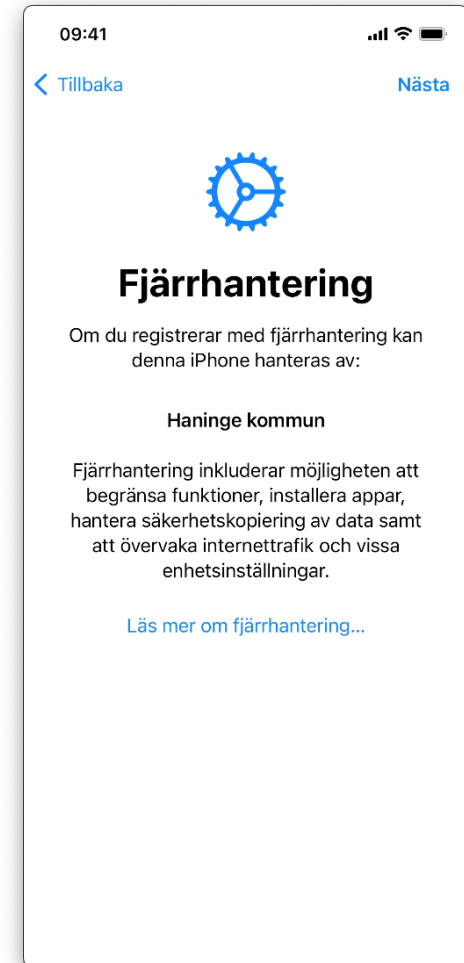 09:41
Tillbaka
Nästa
Fjärrhantering
Om du registrerar med fjärrhantering kan
denna iPhone hanteras av:
Haninge kommun
Fjärrhantering inkluderar möjligheten att
begränsa funktioner, installera appar,
hantera säkerhetskopiering av data samt
att övervaka internettrafik och vissa
enhetsinställningar.
Läs mer om fjärrhantering...